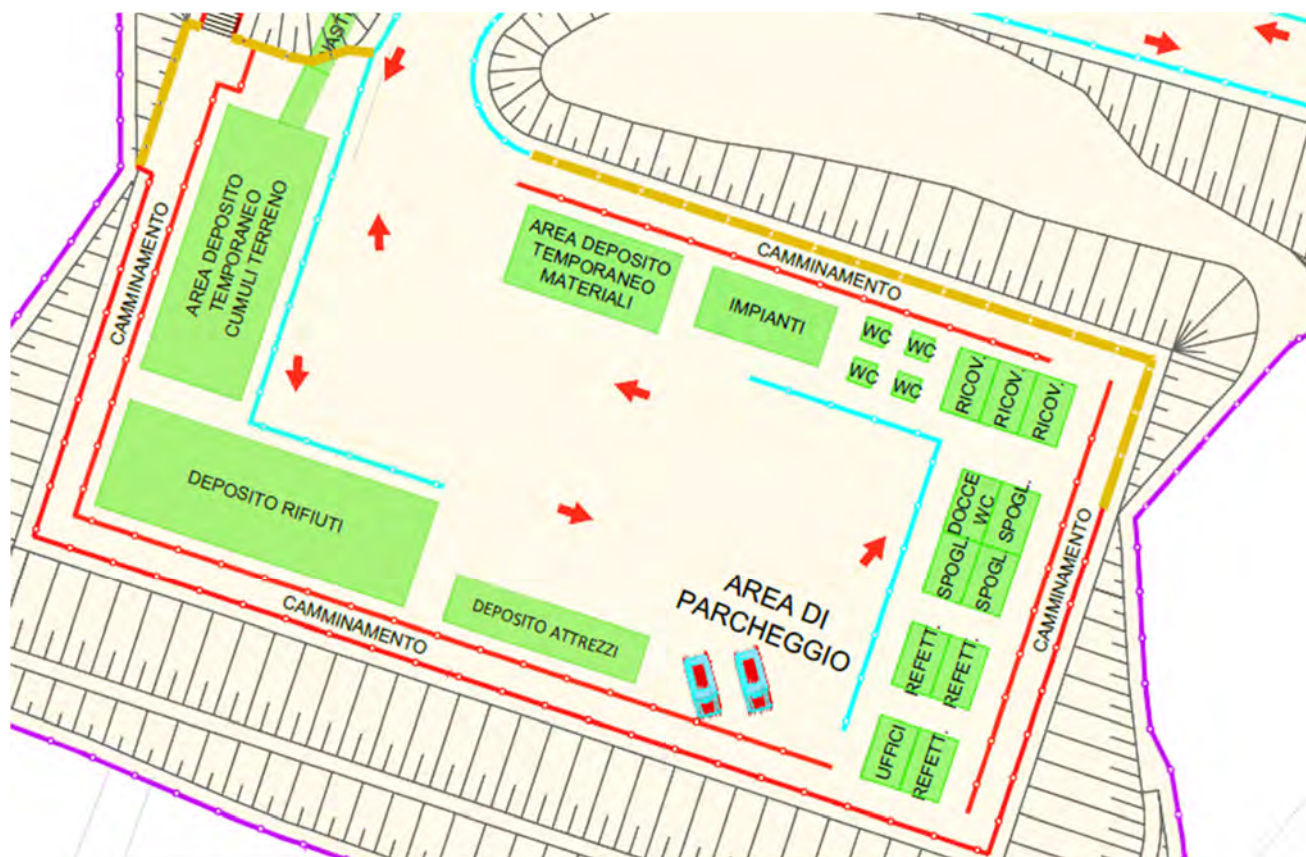 VAST
AREA DEPOSITO
TEMPORANEO
CUMULI TERRENO
CAMMINAMENTO
AREA DEPOSITO
TEMPORANEO
MATERIALI
CAMMINAMENTO
IMPIANTI
WC
WC
WC
WC
RICOV.
RICOV.
RICOV.
DEPOSITO RIFIUTI
DOCCE
WC
SPOGL.
SPOGL.
SPOGL.
CAMMINAMENTO
AREA DI
PARCHEGGIO
CAMMINAMENTO
DEPOSITO ATTREZZI
REFETT.
REFETT.
UFFICI
REFETT.